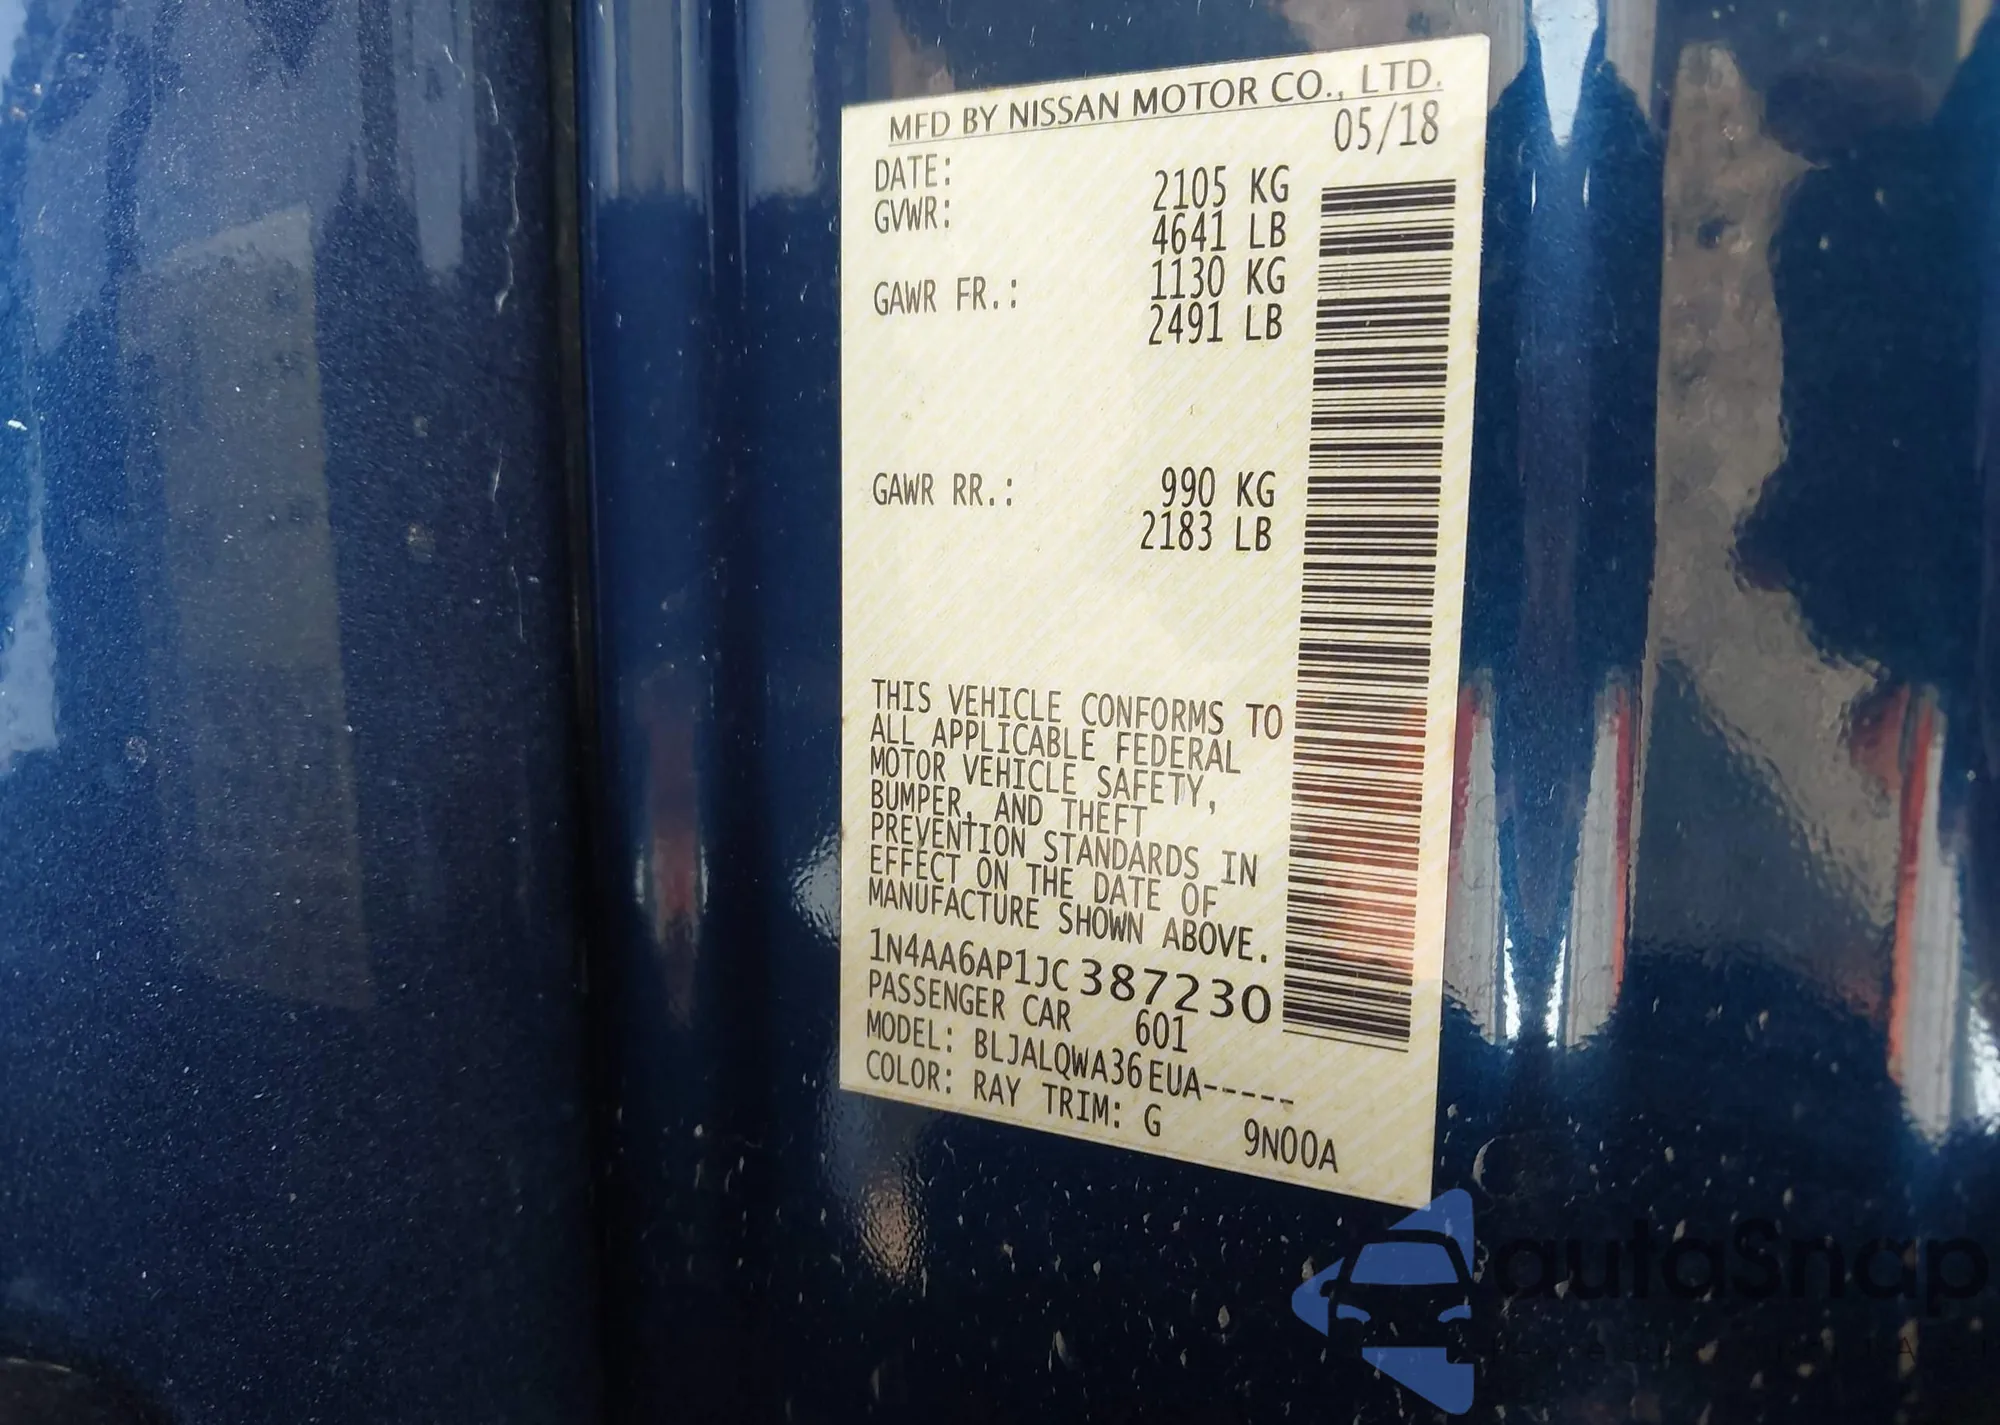 MFD BY NISSAN MOTOR CO., LTD.
DATE: 05/18
GVWR: 2105 KG
4641 LB
GAWR FR.: 1130 KG
2491 LB
GAWR RR.: 990 KG
2183 LB
THIS VEHICLE CONFORMS TO
ALL APPLICABLE FEDERAL
MOTOR VEHICLE SAFETY,
BUMPER, AND THEFT
PREVENTION STANDARDS IN
EFFECT ON THE DATE OF
MANUFACTURE SHOWN ABOVE.
1N4AA6AP1JC387230
PASSENGER CAR 601
MODEL: BLJALQWA36EUA-----
COLOR: RAY TRIM: G 9N00A
autoSnap